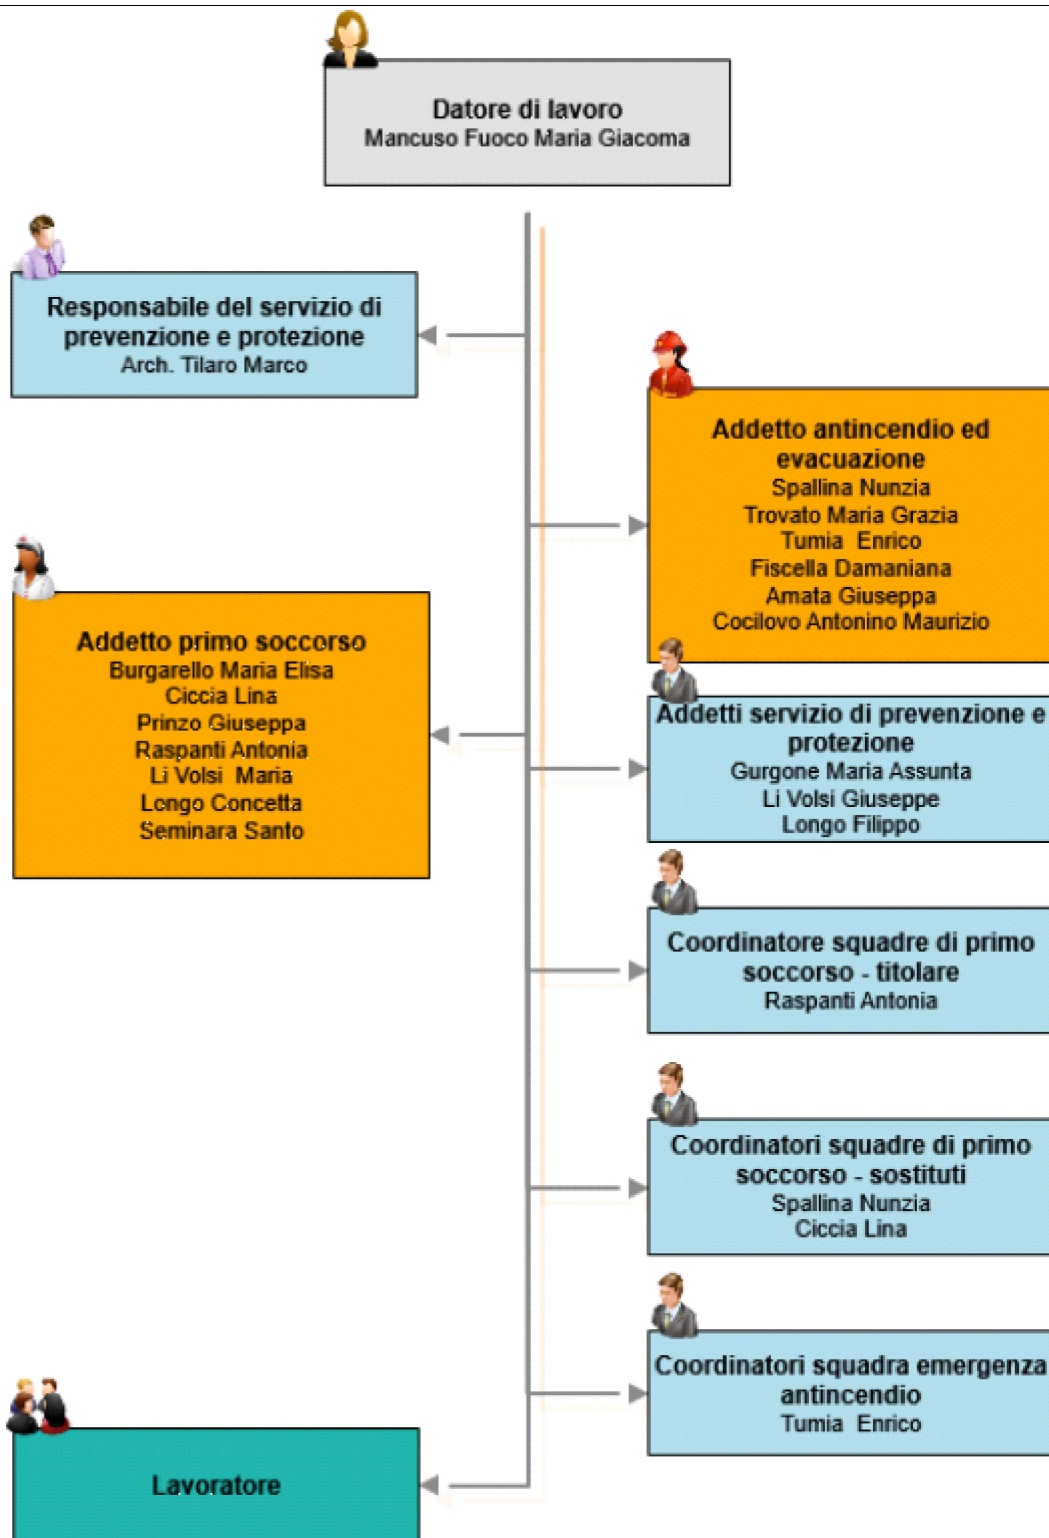 Datore di lavoro
Mancuso Fuoco Maria Giacoma
Responsabile del servizio di
prevenzione e protezione
Arch. Tilaro Marco
Addetto antincendio ed
evacuazione
Spallina Nunzia
Trovato Maria Grazia
Tumia Enrico
Fiscella Damaniana
Amata Giuseppa
Cocilovo Antonino Maurizio
Addetto primo soccorso
Burgarello Maria Elisa
Ciccia Lina
Prinzo Giuseppa
Raspanti Antonia
Li Volsi Maria
Longo Concetta
Seminara Santo
Addetti servizio di prevenzione e
protezione
Gurgone Maria Assunta
Li Volsi Giuseppe
Longo Filippo
Coordinatore squadre di primo
soccorso - titolare
Raspanti Antonia
Coordinatori squadre di primo
soccorso - sostituti
Spallina Nunzia
Ciccia Lina
Coordinatori squadra emergenza
antincendio
Tumia Enrico
Lavoratore